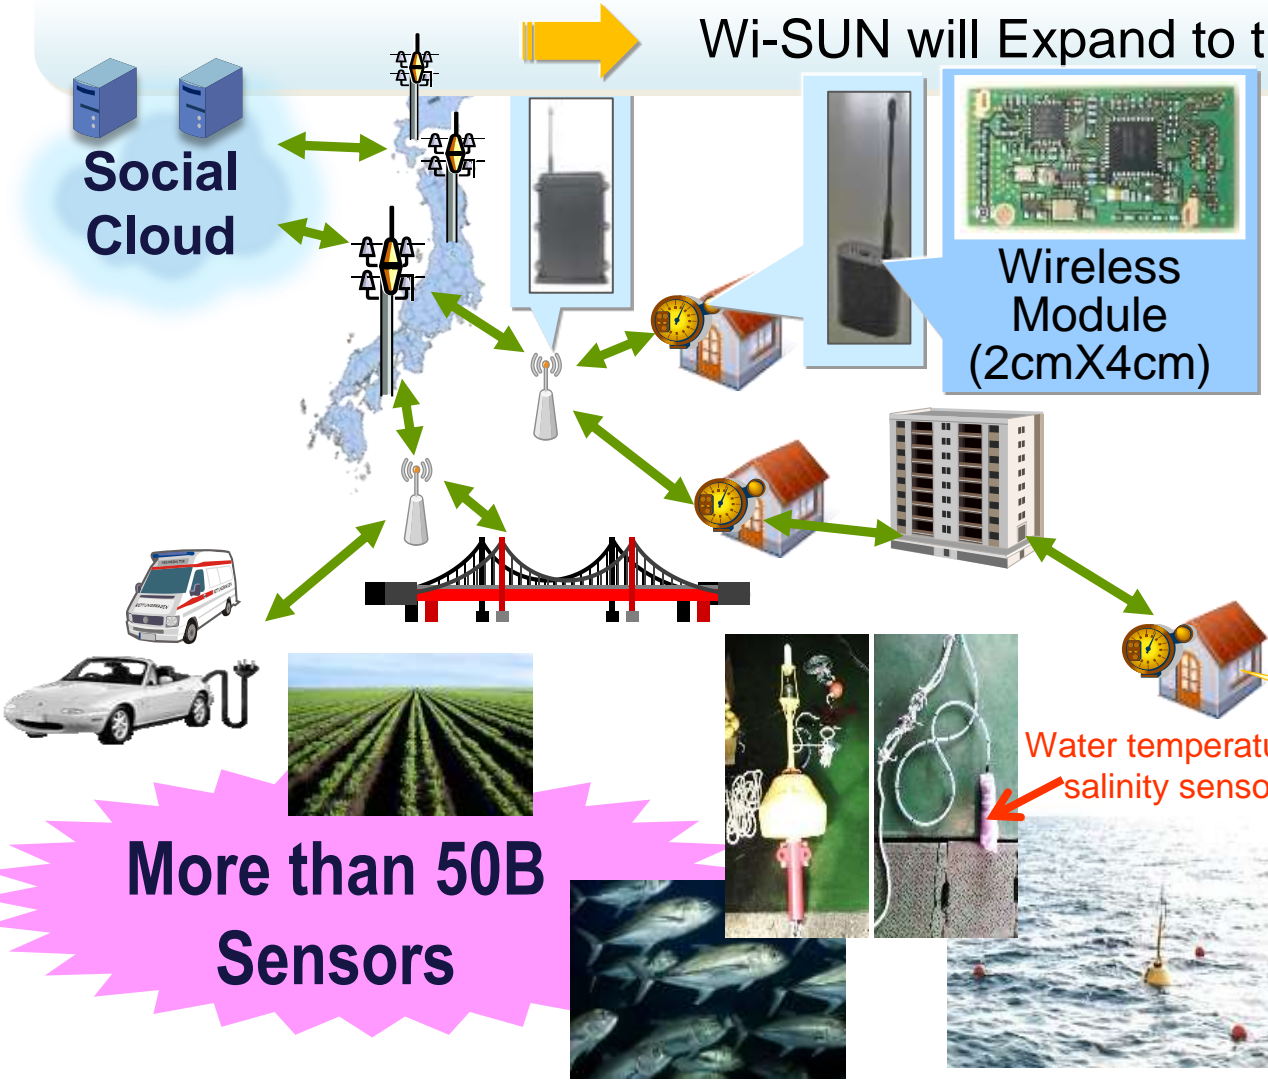 Wi-SUN will Expand to t
Social
Cloud
Wireless
Module
(2cmX4cm)
Water temperatu
salinity senso
More than 50B
Sensors